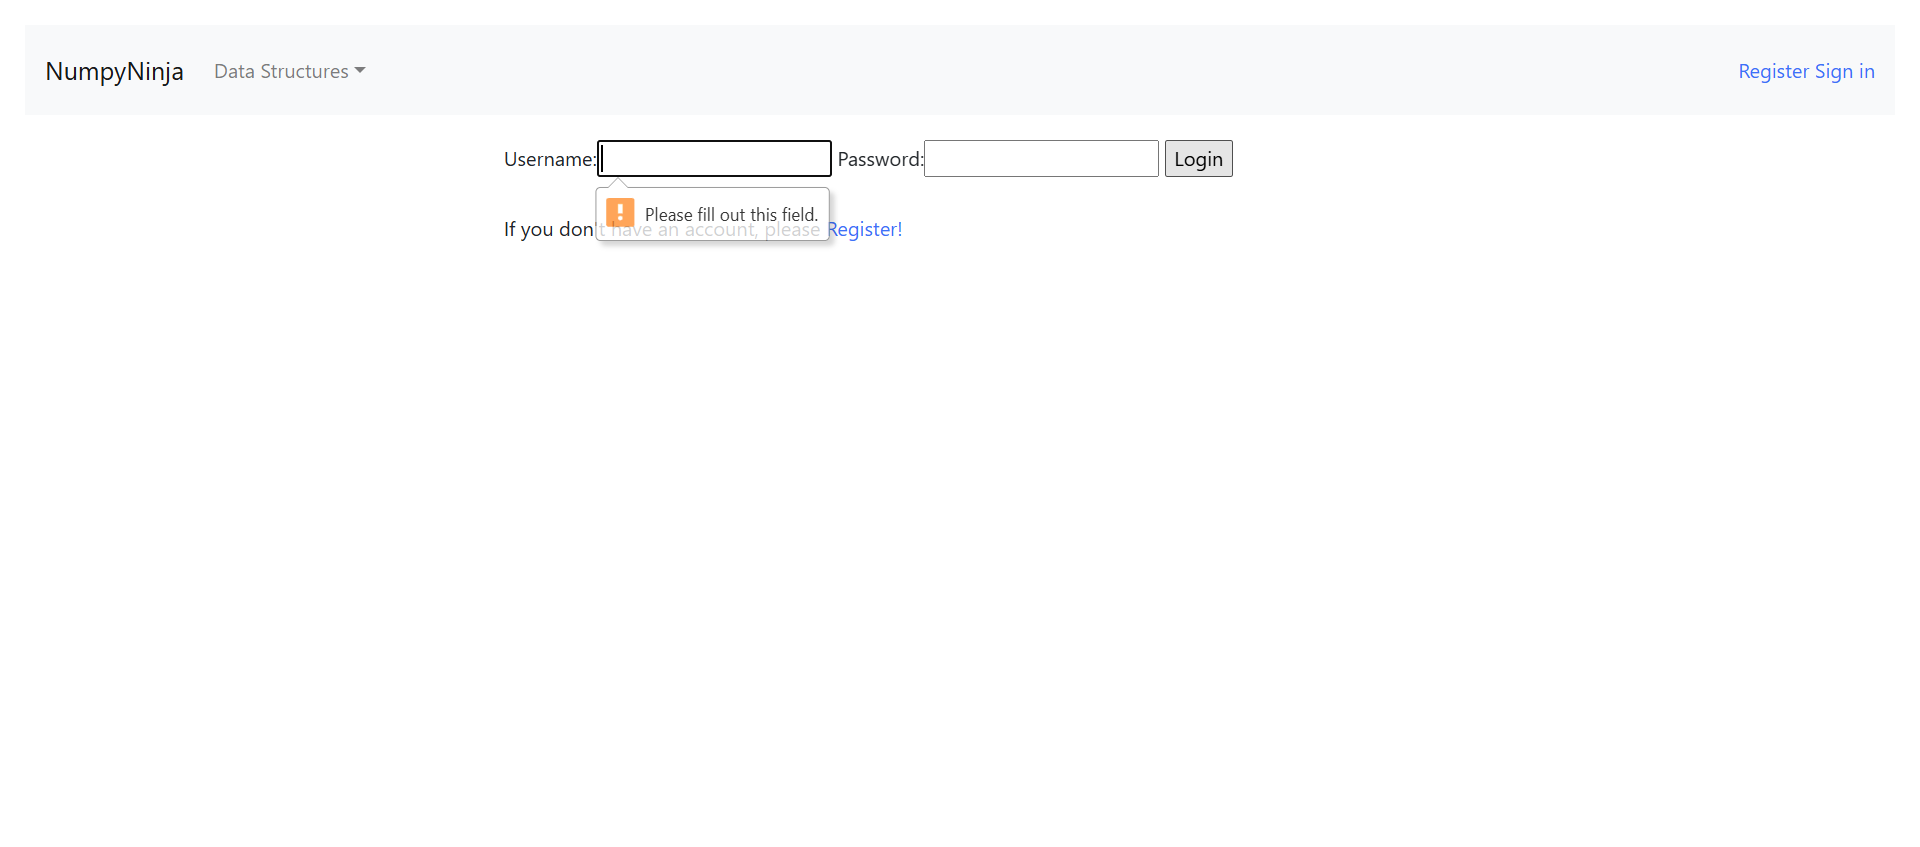 NumpyNinja Data Structures Register Sign in
Username: Password: Login
Please fill out this field.
If you don't have an account, please Register!